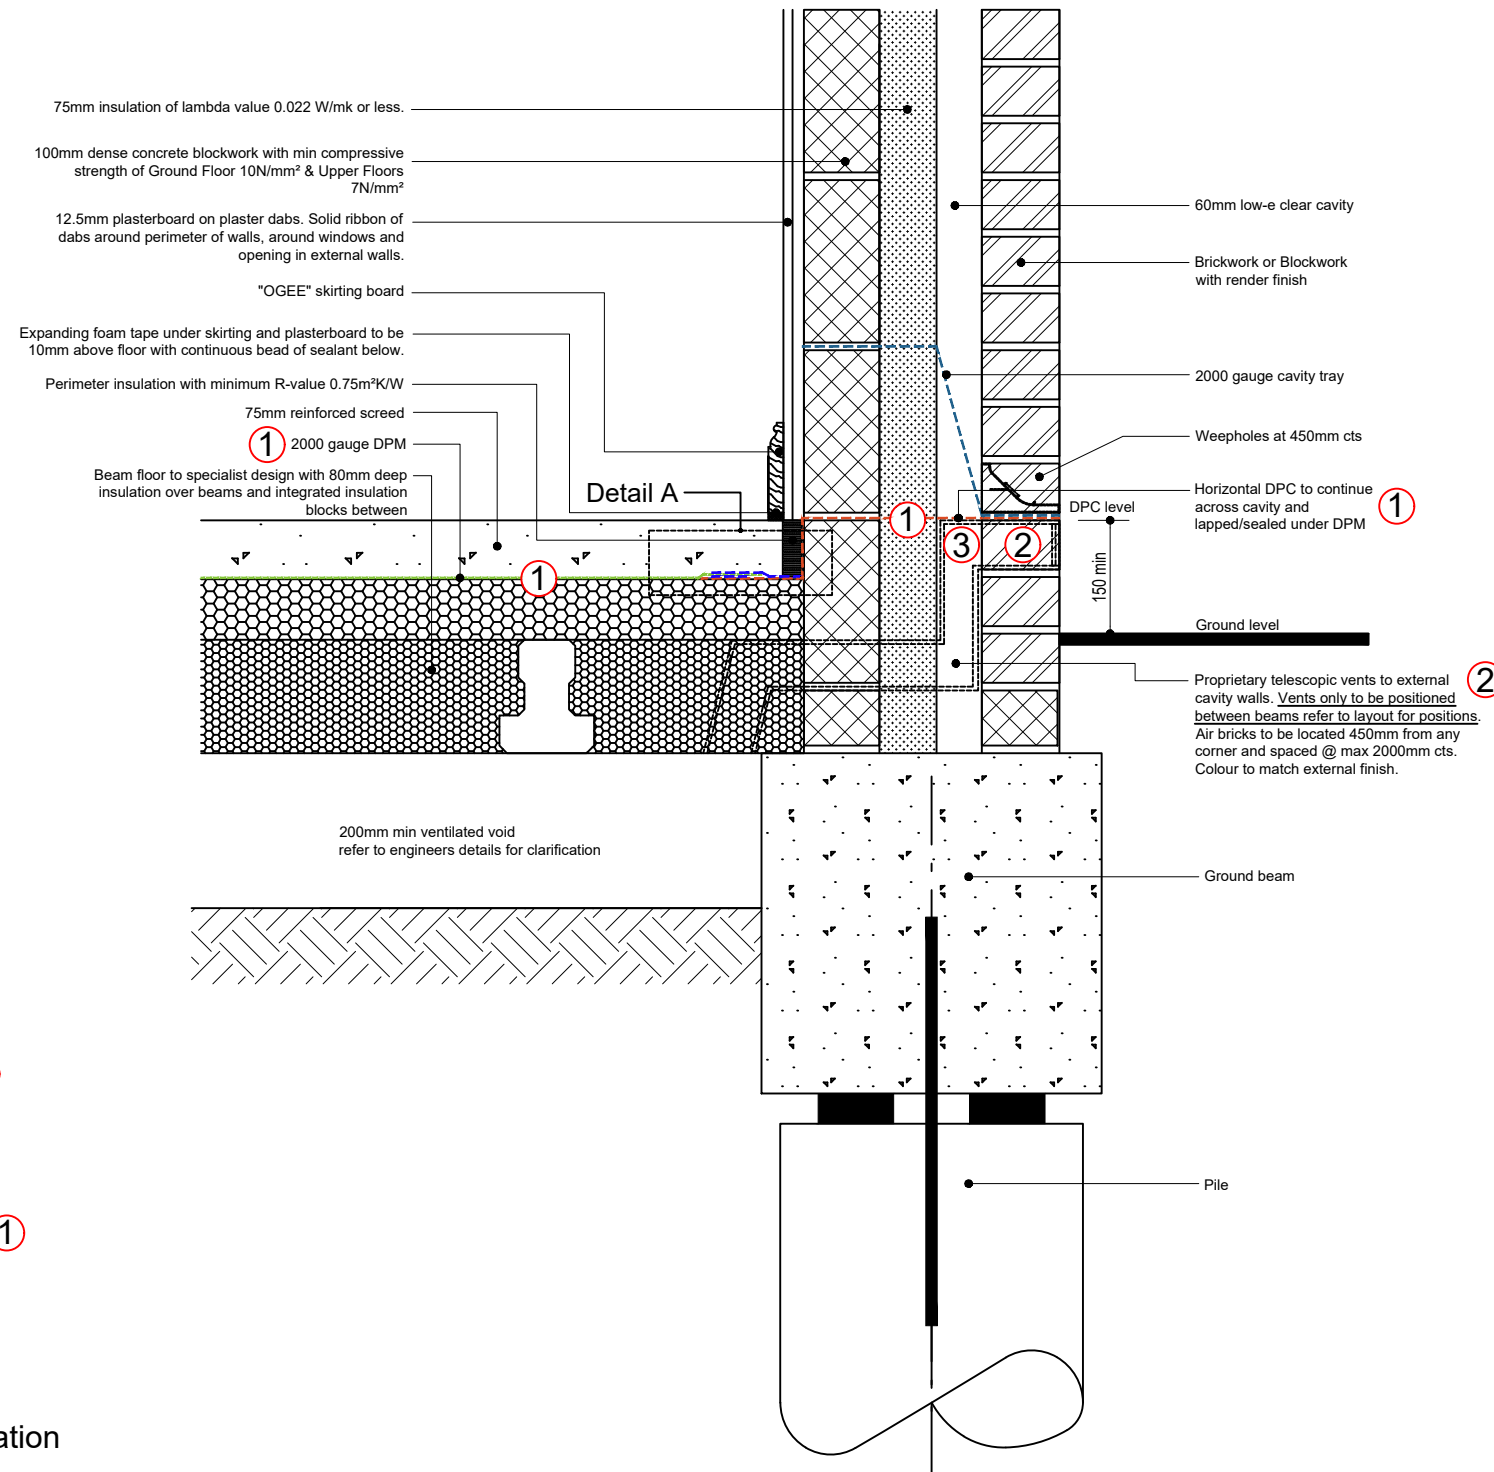 75mm insulation of lambda value 0.022 W/mk or less.
100mm dense concrete blockwork with min compressive
strength of Ground Floor 10N/mm² & Upper Floors
7N/mm²
12.5mm plasterboard on plaster dabs. Solid ribbon of
dabs around perimeter of walls, around windows and
opening in external walls.
"OGEE" skirting board
Expanding foam tape under skirting and plasterboard to be
10mm above floor with continuous bead of sealant below.
Perimeter insulation with minimum R-value 0.75m²K/W
75mm reinforced screed
1 2000 gauge DPM
Beam floor to specialist design with 80mm deep
insulation over beams and integrated insulation
blocks between
Detail A
1
1
3
2
60mm low-e clear cavity
Brickwork or Blockwork
with render finish
2000 gauge cavity tray
Weepholes at 450mm cts
Horizontal DPC to continue
across cavity and 1
lapped/sealed under DPM
DPC level
150 min
Ground level
Proprietary telescopic vents to external 2
cavity walls. Vents only to be positioned
between beams refer to layout for positions.
Air bricks to be located 450mm from any
corner and spaced @ max 2000mm cts.
Colour to match external finish.
200mm min ventilated void
refer to engineers details for clarification
Ground beam
Pile
1
ation